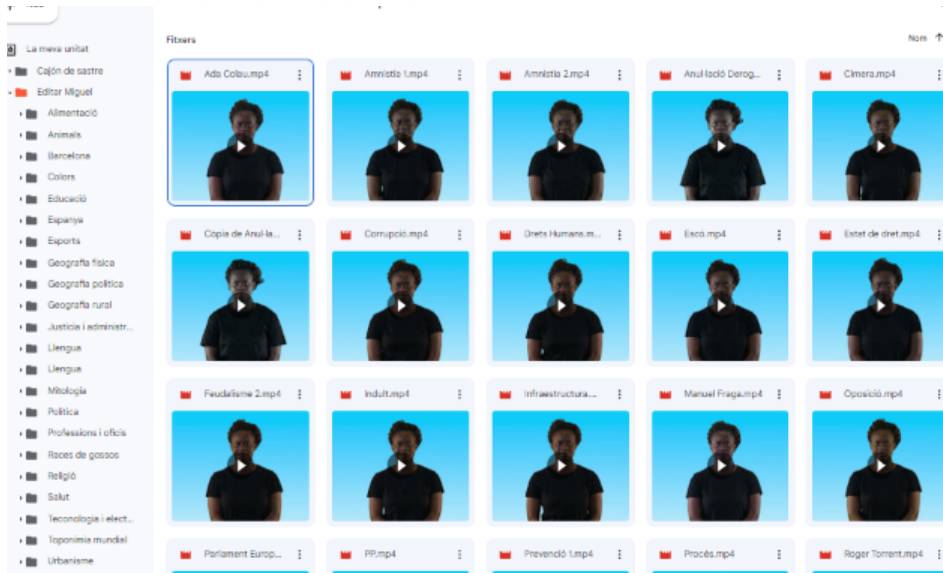 La meva unitat
Cajón de sastre
Editar Miguel
Alimentació
Animals
Barcelona
Colors
Educació
Espanya
Esports
Geografia física
Geografia política
Geografia rural
Justícia i administr...
Llengua
Llengua
Mitologia
Política
Professions i oficis
Races de gossos
Religió
Salut
Teconologia i elect...
Toponímia mundial
Urbanisme
Fitxers
Nom
Ada Colau.mp4
Amnistia 1.mp4
Amnistia 2.mp4
Anul·lació Derog...
Cimera.mp4
Còpia de Anul·la...
Corrupció.mp4
Drets Humans.m...
Escó.mp4
Estat de dret.mp4
Feudalisme 2.mp4
Indult.mp4
Infraestructura....
Manuel Fraga.mp4
Oposició.mp4
Parlament Europ...
PP.mp4
Prevenció 1.mp4
Procés.mp4
Roger Torrent.mp4